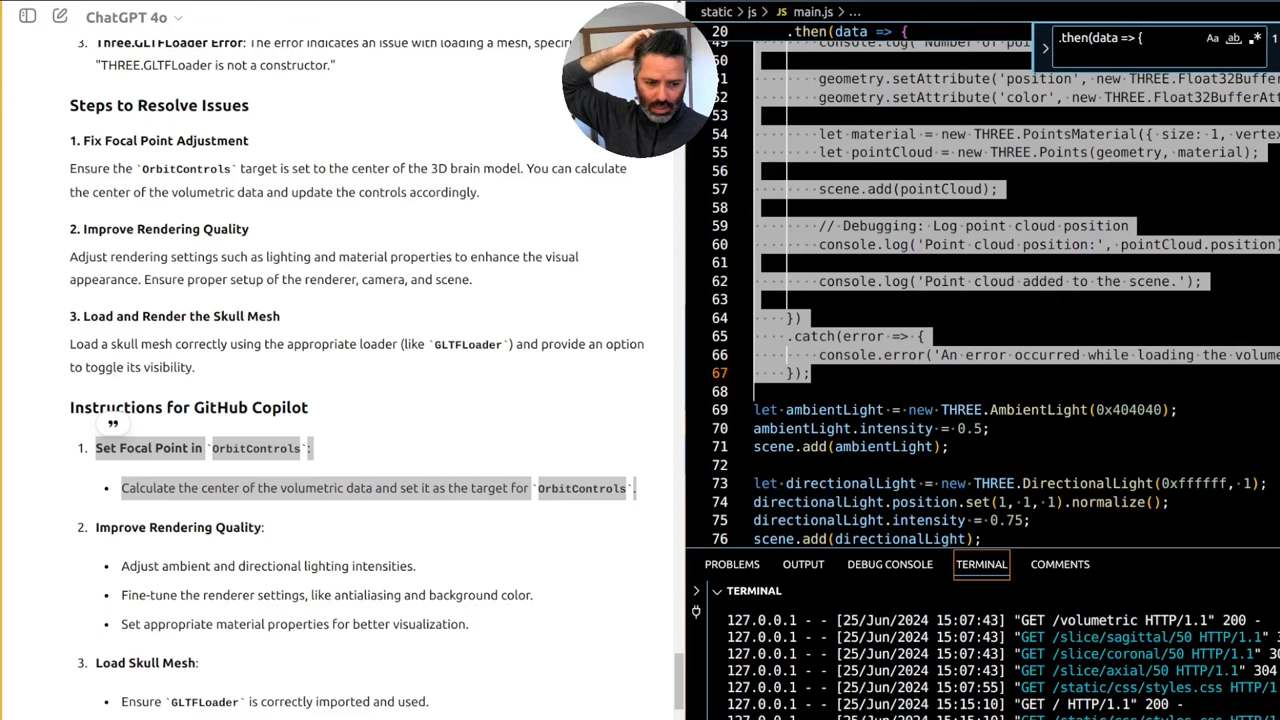 ChatGPT 4o
3. Three.GLTFLoader Error: The error indicates an issue with loading a mesh, speci
"THREE.GLTFLoader is not a constructor."
Steps to Resolve Issues
1. Fix Focal Point Adjustment
Ensure the `OrbitControls` target is set to the center of the 3D brain model. You can calculate
the center of the volumetric data and update the controls accordingly.
2. Improve Rendering Quality
Adjust rendering settings such as lighting and material properties to enhance the visual
appearance. Ensure proper setup of the renderer, camera, and scene.
3. Load and Render the Skull Mesh
Load a skull mesh correctly using the appropriate loader (like `GLTFLoader`) and provide an option
to toggle its visibility.
Instructions for GitHub Copilot
1. Set Focal Point in `OrbitControls`:
• Calculate the center of the volumetric data and set it as the target for `OrbitControls`.
2. Improve Rendering Quality:
• Adjust ambient and directional lighting intensities.
• Fine-tune the renderer settings, like antialiasing and background color.
• Set appropriate material properties for better visualization.
3. Load Skull Mesh:
• Ensure `GLTFLoader` is correctly imported and used.
static > js > JS main.js > ...
20 .then(data => {
.then(data => { Aa ab .* 1
49 console.log('Number of poi
50
51 geometry.setAttribute('position', new THREE.Float32Buffer
52 geometry.setAttribute('color', new THREE.Float32BufferAt
53
54 let material = new THREE.PointsMaterial({ size: 1, verte
55 let pointCloud = new THREE.Points(geometry, material);
56
57 scene.add(pointCloud);
58
59 // Debugging: Log point cloud position
60 console.log('Point cloud position:', pointCloud.position)
61
62 console.log('Point cloud added to the scene.');
63
64 })
65 .catch(error => {
66 console.error('An error occurred while loading the volume
67 });
68
69 let ambientLight = new THREE.AmbientLight(0x404040);
70 ambientLight.intensity = 0.5;
71 scene.add(ambientLight);
72
73 let directionalLight = new THREE.DirectionalLight(0xffffff, 1);
74 directionalLight.position.set(1, 1, 1).normalize();
75 directionalLight.intensity = 0.75;
76 scene.add(directionalLight);
PROBLEMS OUTPUT DEBUG CONSOLE TERMINAL COMMENTS
TERMINAL
127.0.0.1 - - [25/Jun/2024 15:07:43] "GET /volumetric HTTP/1.1" 200 -
127.0.0.1 - - [25/Jun/2024 15:07:43] "GET /slice/sagittal/50 HTTP/1.1" 3
127.0.0.1 - - [25/Jun/2024 15:07:43] "GET /slice/coronal/50 HTTP/1.1" 30
127.0.0.1 - - [25/Jun/2024 15:07:43] "GET /slice/axial/50 HTTP/1.1" 304
127.0.0.1 - - [25/Jun/2024 15:07:55] "GET /static/css/styles.css HTTP/1
127.0.0.1 - - [25/Jun/2024 15:15:10] "GET / HTTP/1.1" 200 -